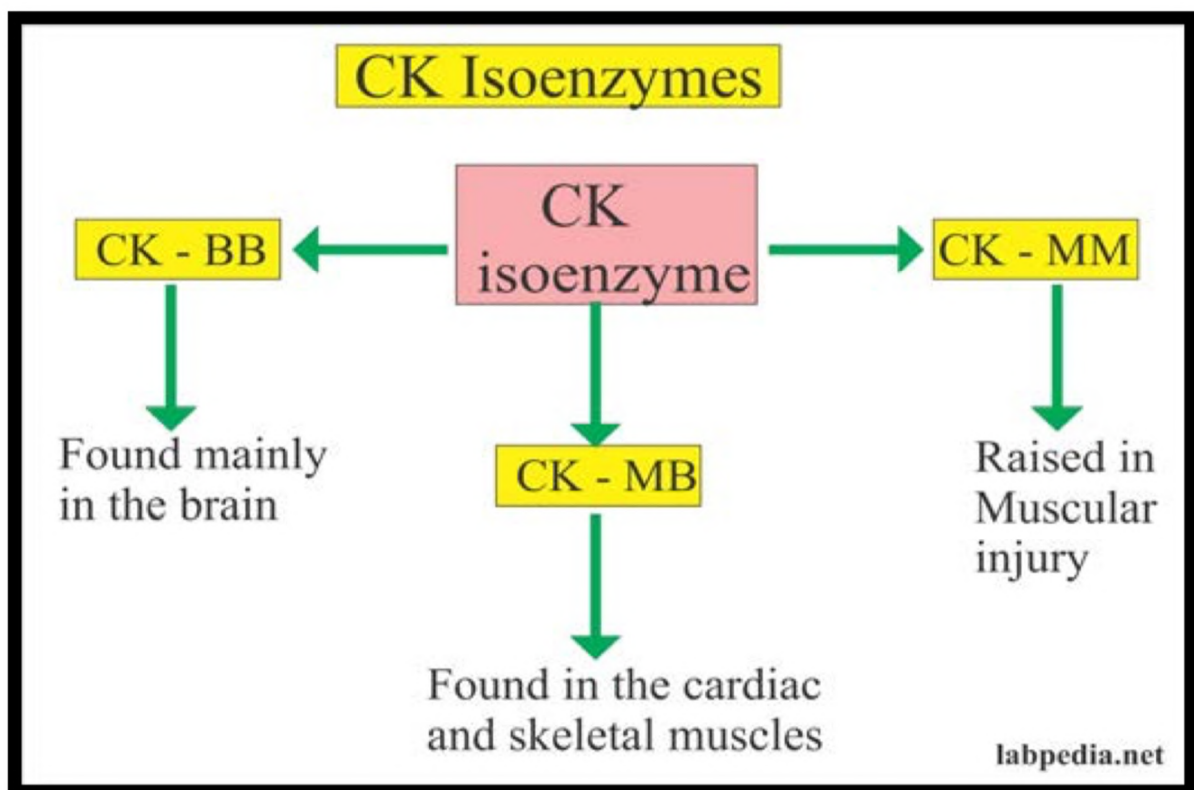 CK Isoenzymes
CK
isoenzyme
CK - BB
CK - MM
Found mainly
in the brain
CK - MB
Raised in
Muscular
injury
Found in the cardiac
and skeletal muscles
labpedia.net